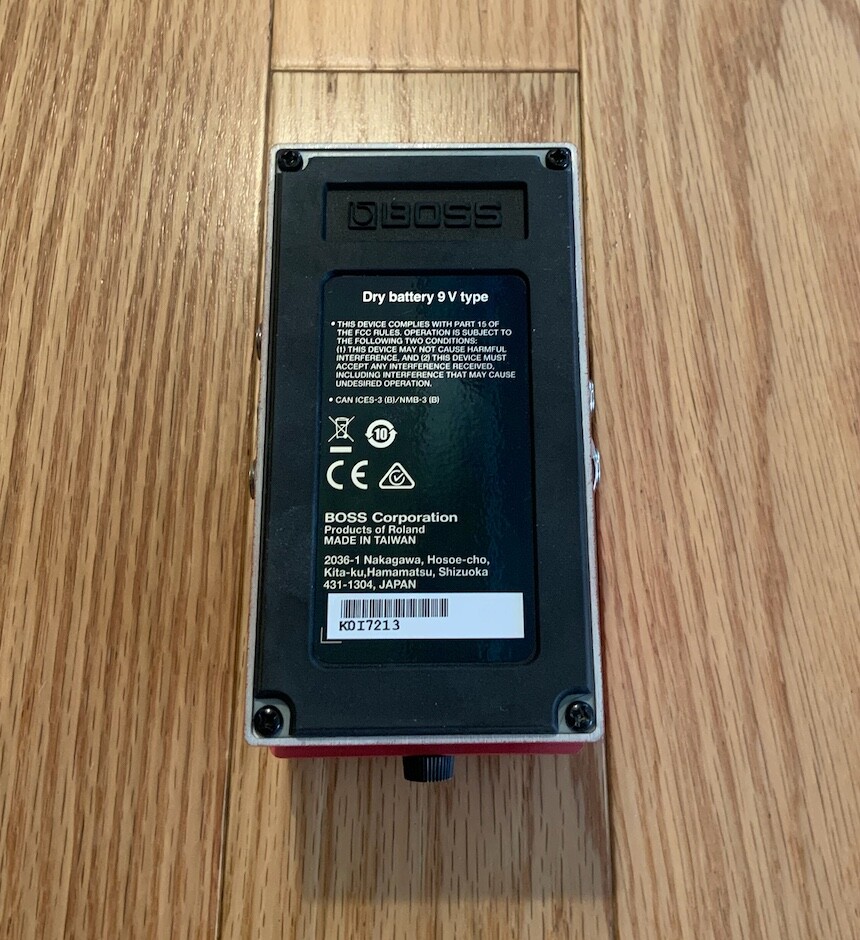 BOSS
Dry battery 9 V type
• THIS DEVICE COMPLIES WITH PART 15 OF
THE FCC RULES. OPERATION IS SUBJECT TO
THE FOLLOWING TWO CONDITIONS:
(1) THIS DEVICE MAY NOT CAUSE HARMFUL
INTERFERENCE, AND (2) THIS DEVICE MUST
ACCEPT ANY INTERFERENCE RECEIVED,
INCLUDING INTERFERENCE THAT MAY CAUSE
UNDESIRED OPERATION.
• CAN ICES-3 (B)/NMB-3 (B)
10
CE
BOSS Corporation
Products of Roland
MADE IN TAIWAN
2036-1 Nakagawa, Hosoe-cho,
Kita-ku,Hamamatsu, Shizuoka
431-1304, JAPAN
K0I7213